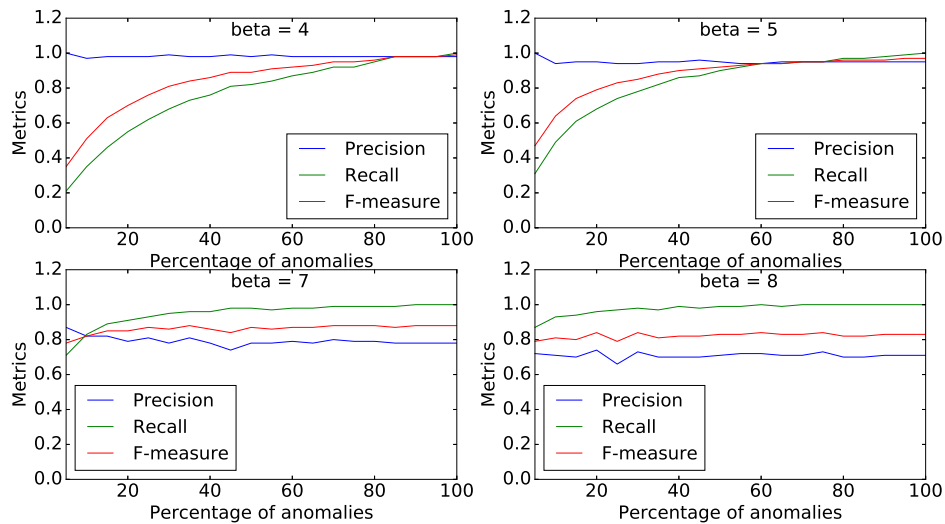 beta = 4
1.2
1.0
0.8
0.6
0.4
0.2
0.0
Metrics
Precision
Recall
F-measure
20 40 60 80 100
Percentage of anomalies
beta = 5
1.2
1.0
0.8
0.6
0.4
0.2
0.0
Metrics
Precision
Recall
F-measure
20 40 60 80 100
Percentage of anomalies
beta = 7
1.2
1.0
0.8
0.6
0.4
0.2
0.0
Metrics
Precision
Recall
F-measure
20 40 60 80 100
Percentage of anomalies
beta = 8
1.2
1.0
0.8
0.6
0.4
0.2
0.0
Metrics
Precision
Recall
F-measure
20 40 60 80 100
Percentage of anomalies